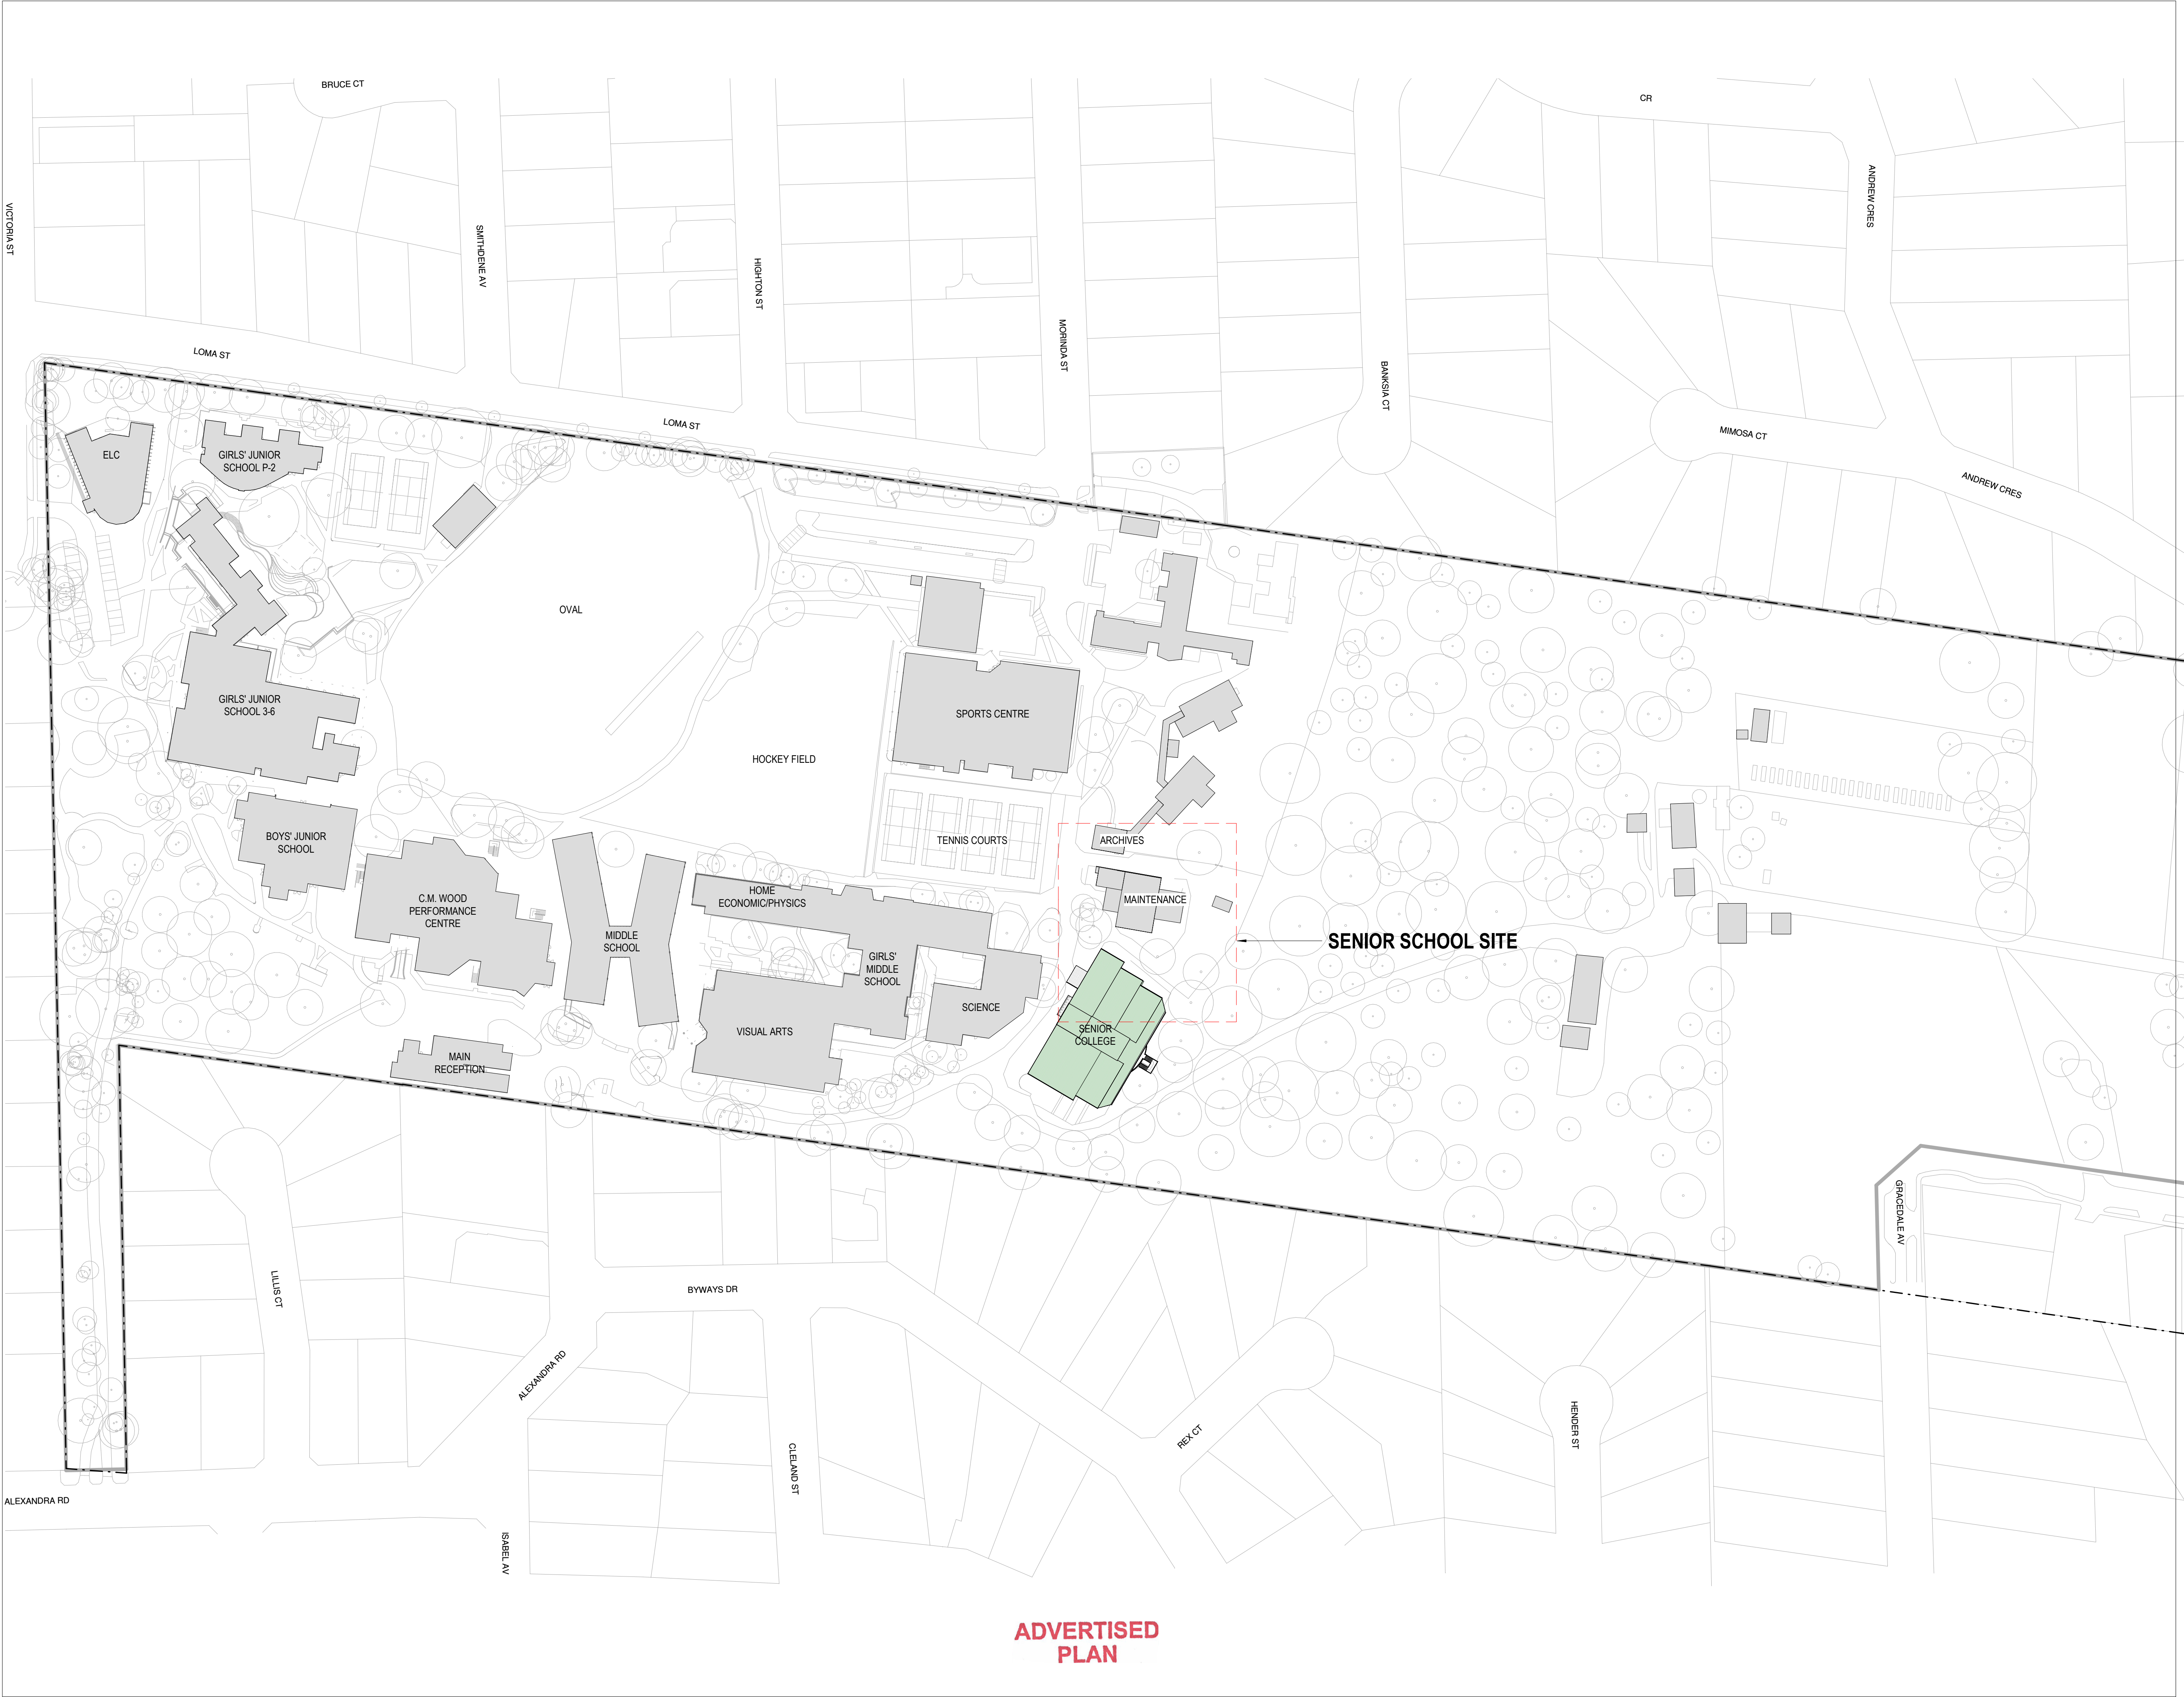 BRUCE CT
CR
VICTORIA ST
SMITHDENE AV
HIGHTON ST
MORINDA ST
BANKSIA CT
ANDREW CRES
LOMA ST
LOMA ST
MIMOSA CT
ANDREW CRES
ELC
GIRLS' JUNIOR
SCHOOL P-2
OVAL
GIRLS' JUNIOR
SCHOOL 3-6
SPORTS CENTRE
HOCKEY FIELD
BOYS' JUNIOR
SCHOOL
TENNIS COURTS
ARCHIVES
C.M. WOOD
PERFORMANCE
CENTRE
HOME
ECONOMIC/PHYSICS
MAINTENANCE
MIDDLE
SCHOOL
SENIOR SCHOOL SITE
GIRLS'
MIDDLE
SCHOOL
SCIENCE
VISUAL ARTS
SENIOR
COLLEGE
MAIN
RECEPTION
GRACEDALE AV
LILLIS CT
BYWAYS DR
ALEXANDRA RD
REX CT
HENDER ST
CLELAND ST
ALEXANDRA RD
ISABEL AV
ADVERTISED
PLAN